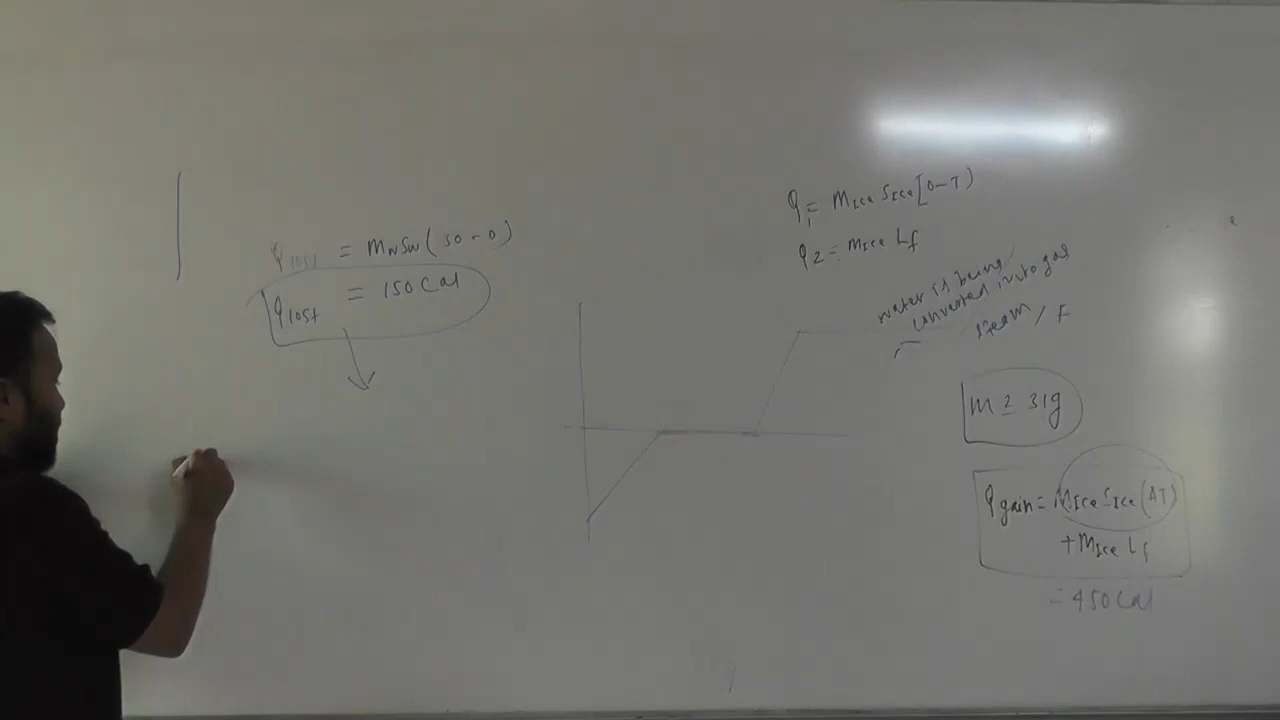 Q lost = mwSw(30-0)
Q lost = 150 Cal
Q1 = MIce SIce[0-T)
Q2 = MIce Lf
water is being
converted into gas
steam / F
Q gain = MIce SIce(ΔT)
+MIce Lf
= 450 Cal